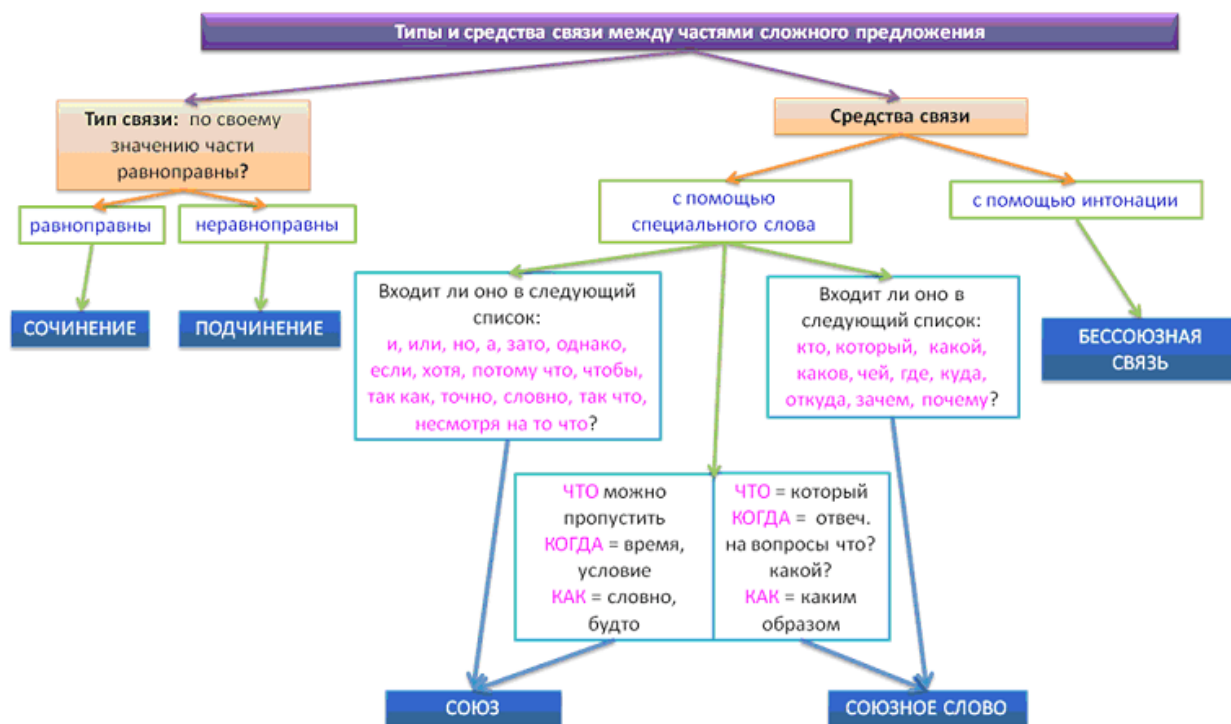 Типы и средства связи между частями сложного предложения
Тип связи: по своему
значению части
равноправны?
Средства связи
равноправны
неравноправны
с помощью
специального слова
с помощью интонации
СОЧИНЕНИЕ
ПОДЧИНЕНИЕ
Входит ли оно в следующий
список:
и, или, но, а, зато, однако,
если, хотя, потому что, чтобы,
так как, точно, словно, так что,
несмотря на то что?
Входит ли оно в
следующий список:
кто, который, какой,
каков, чей, где, куда,
откуда, зачем, почему?
БЕССОЮЗНАЯ
СВЯЗЬ
ЧТО можно
пропустить
КОГДА = время,
условие
КАК = словно,
будто
ЧТО = который
КОГДА = отвеч.
на вопросы что?
какой?
КАК = каким
образом
СОЮЗ
СОЮЗНОЕ СЛОВО